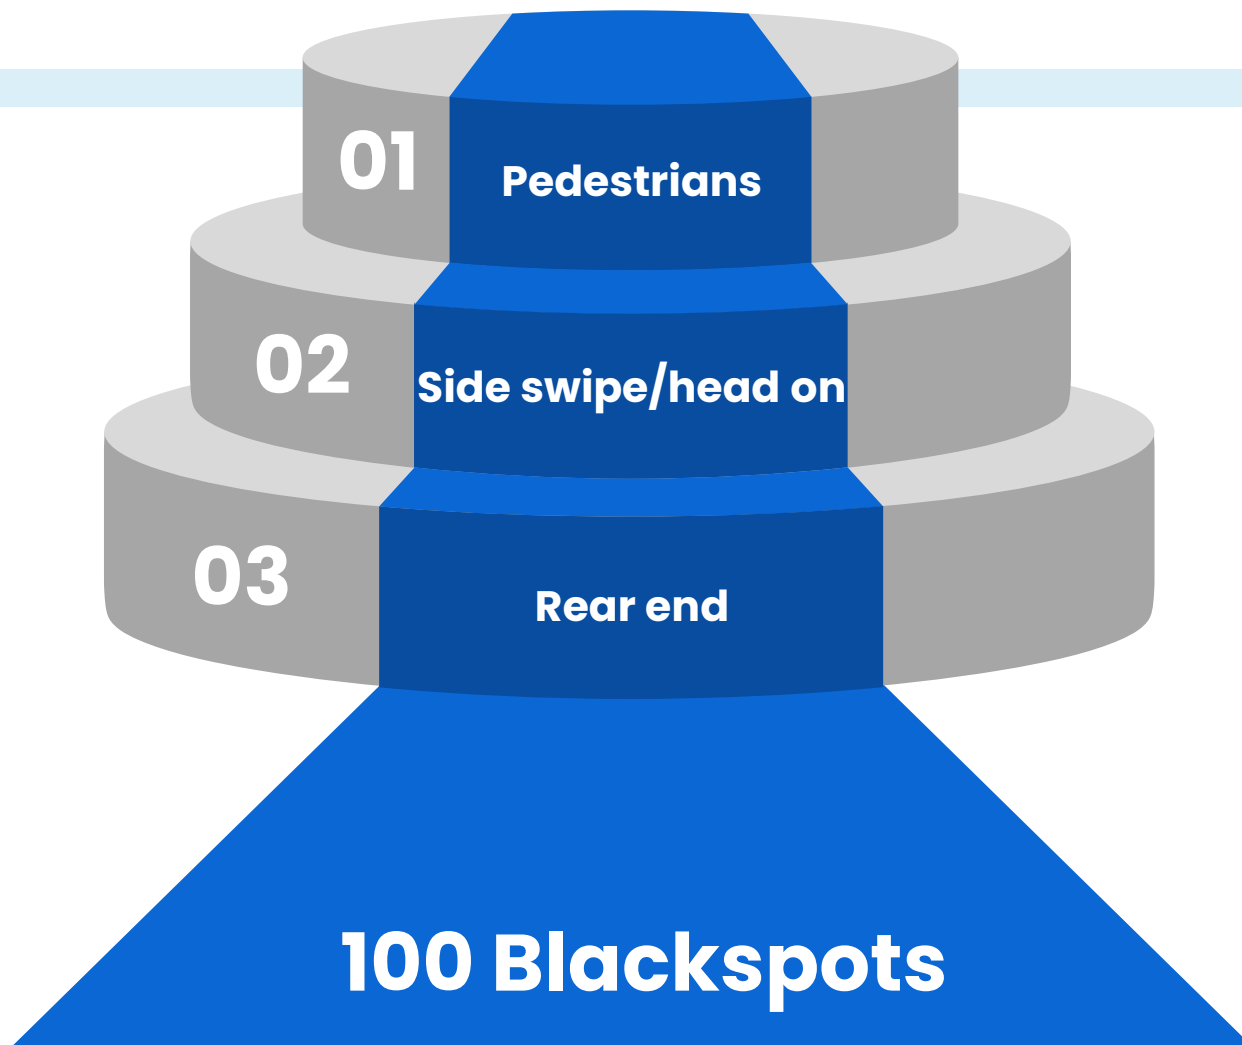 01
Pedestrians
02
Side swipe/head on
03
Rear end
100 Blackspots